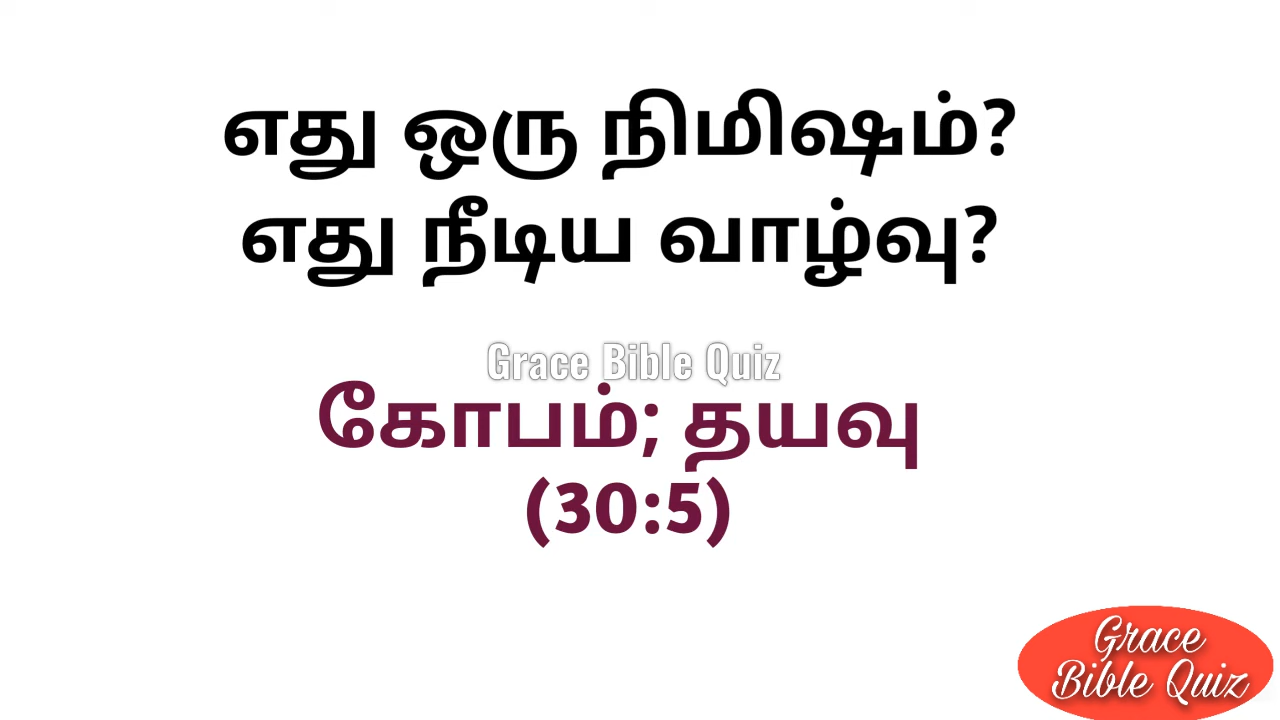 எது ஒரு நிமிஷம்?
எது நீடிய வாழ்வு?
Grace Bible Quiz
கோபம்; தயவு
(30:5)
Grace
Bible Quiz